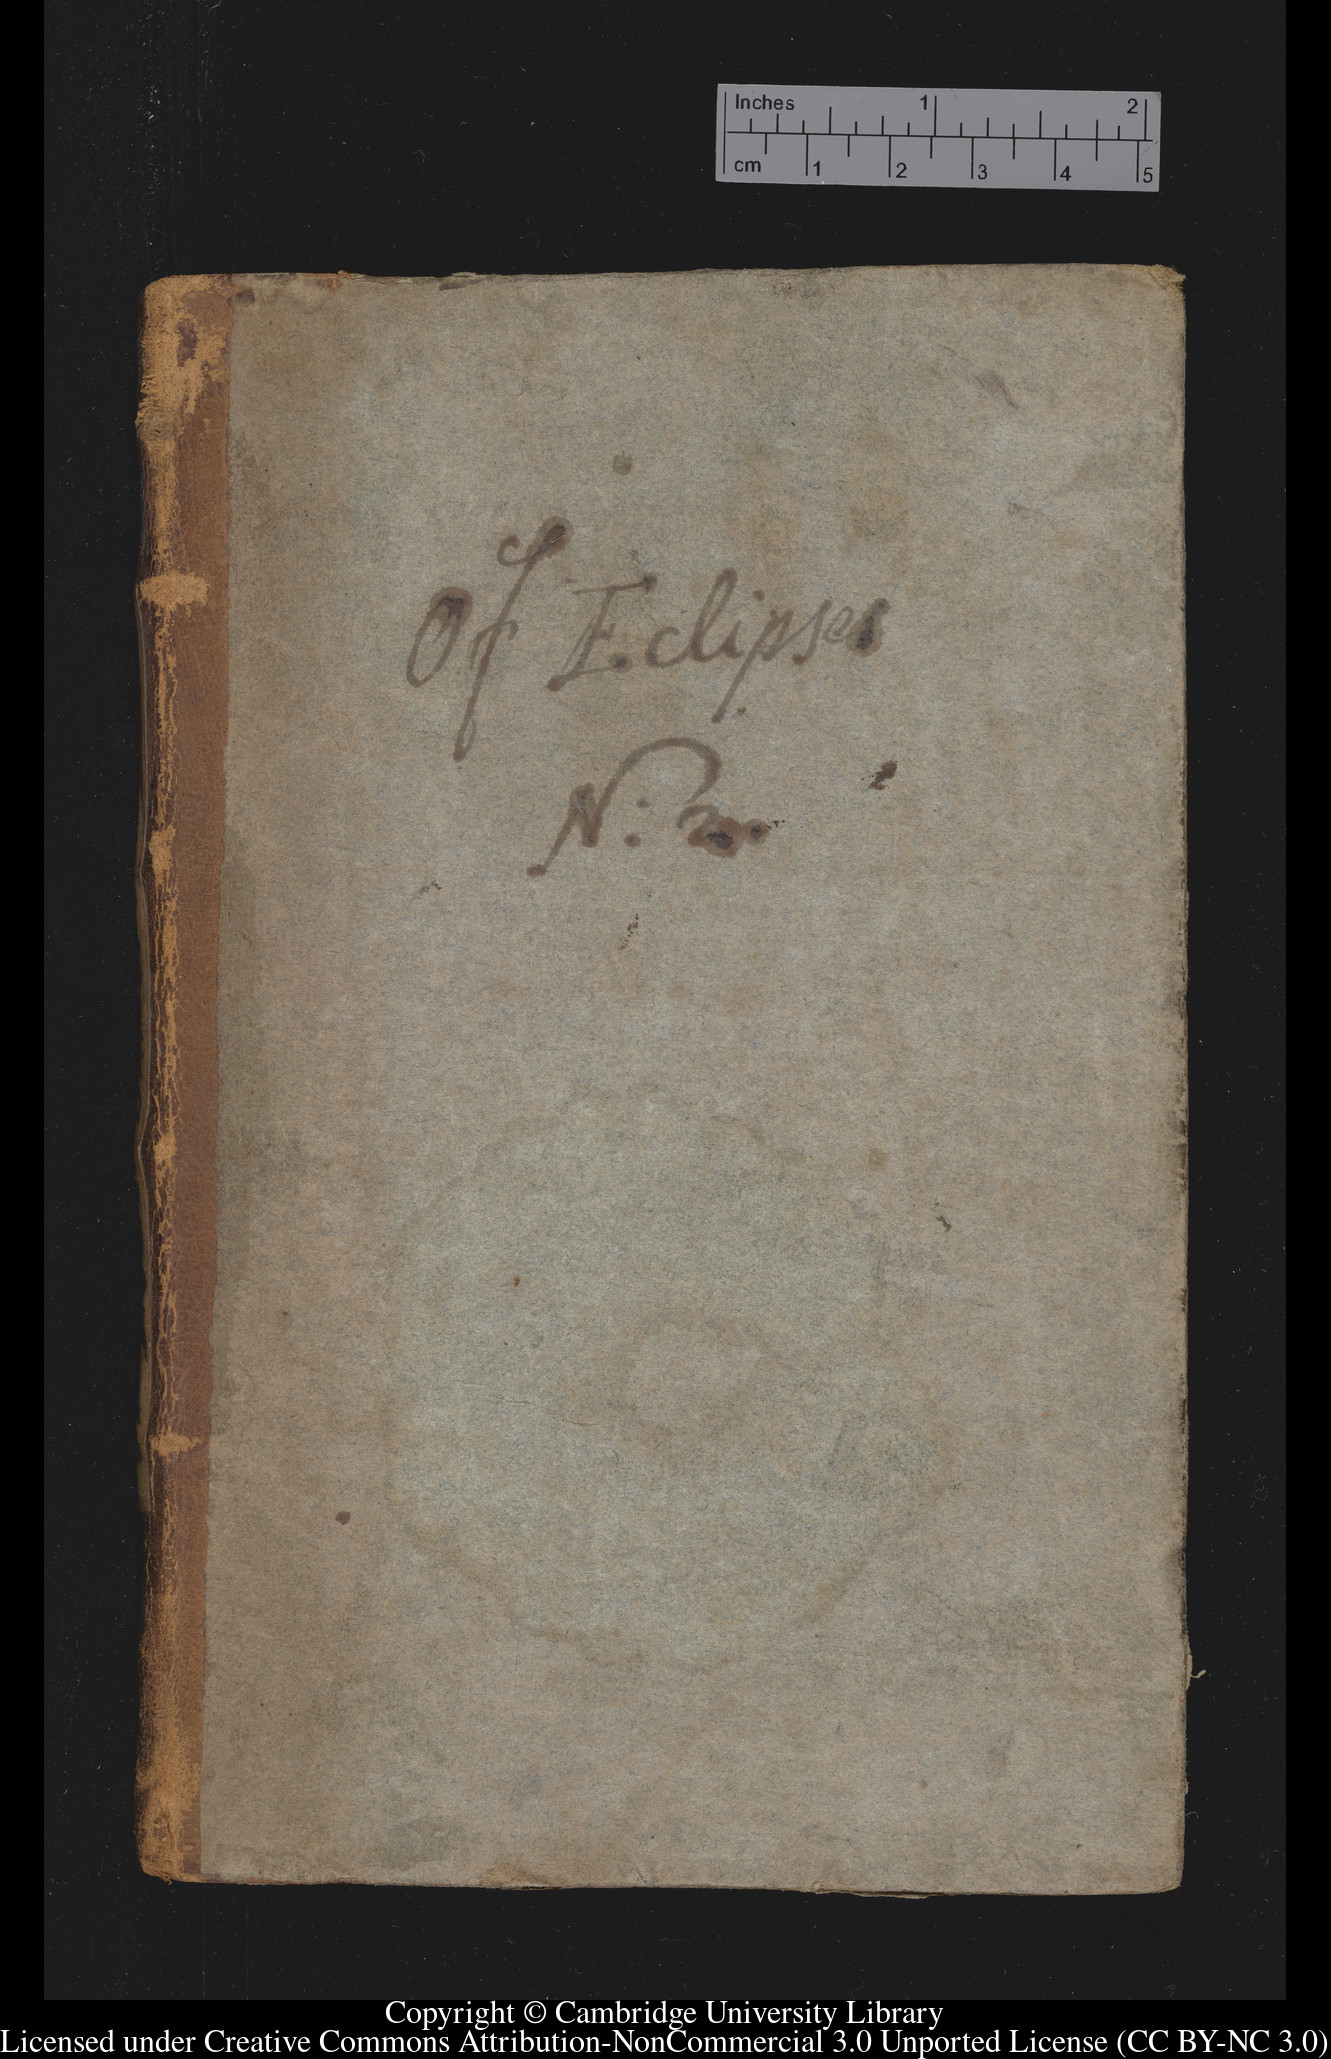 Inches 1 2
cm 1 2 3 4 5
Of Eclipses
N: 2
Copyright © Cambridge University Library
Licensed under Creative Commons Attribution-NonCommercial 3.0 Unported License (CC BY-NC 3.0)